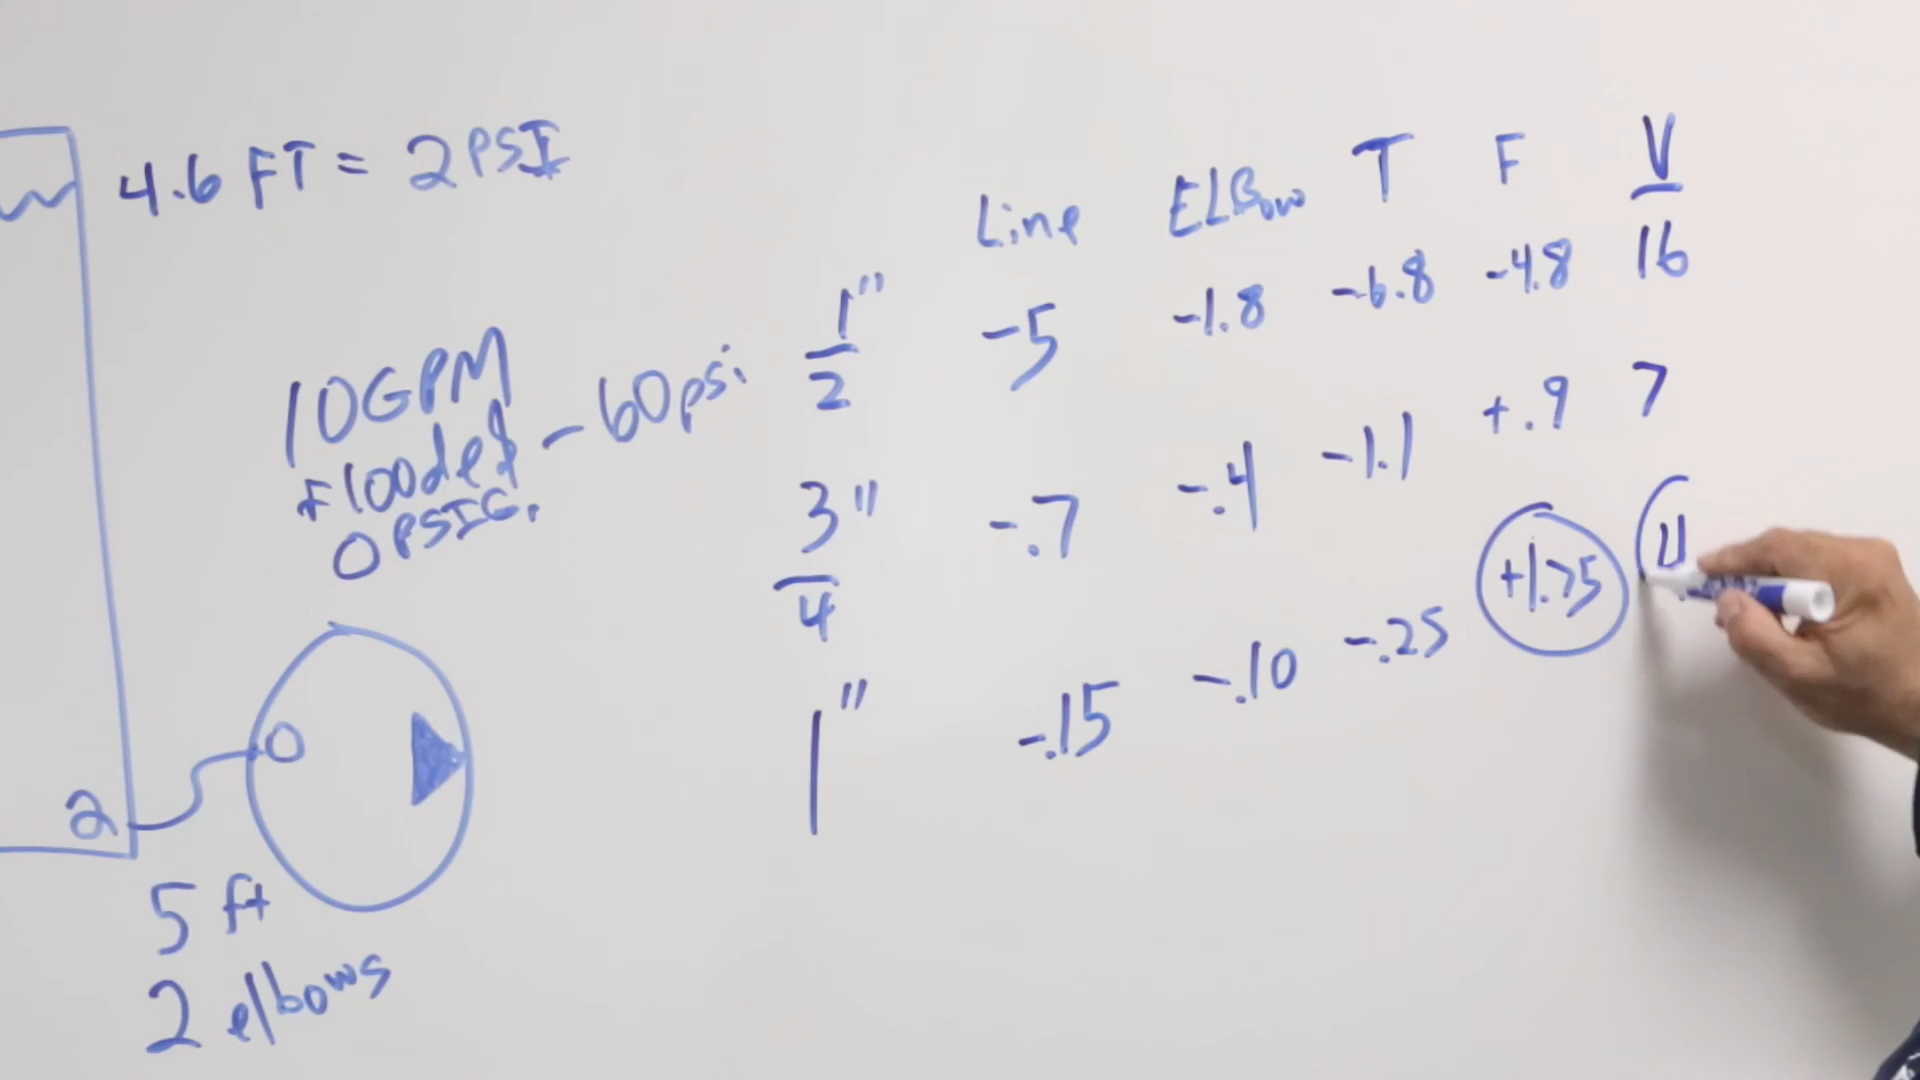 4.6 FT = 2 PSI
10GPM
Flooded - 60psi.
0 PSIG.
0
2
5 ft
2 elbows
Line ELBow T F V
1"/2 -5 -1.8 -6.8 -4.8 16
3"/4 -.7 -.4 -1.1 +.9 7
1" -.15 -.10 -.25 +1.75 4